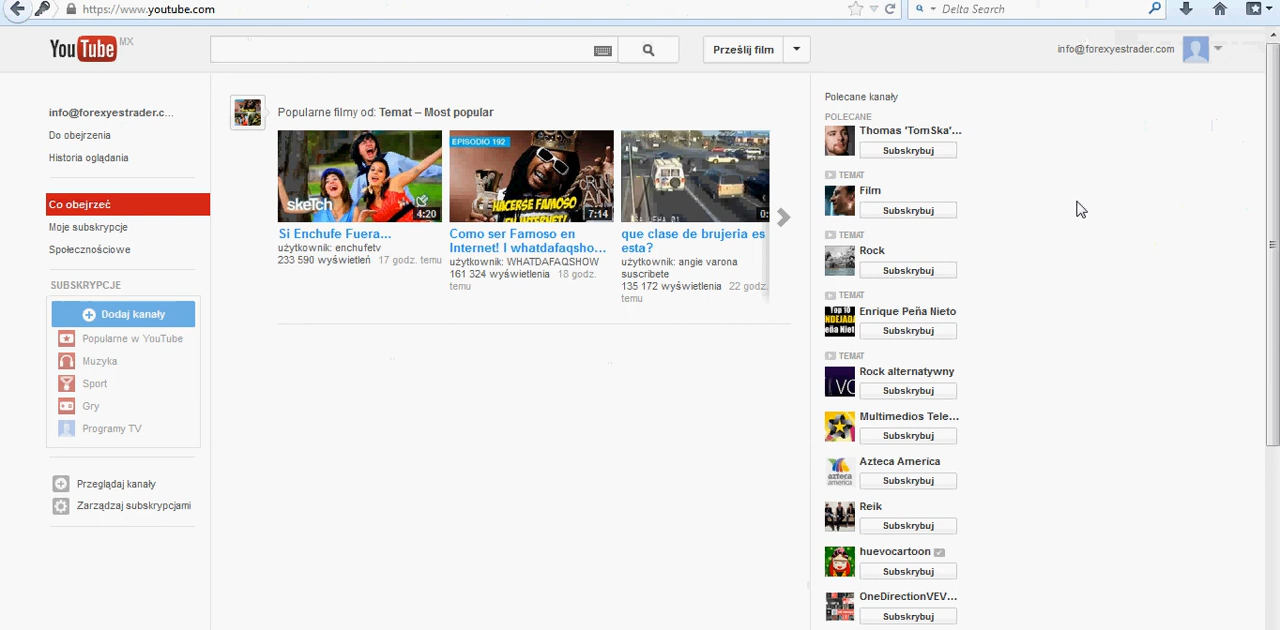 https://www.youtube.com
Delta Search
YouTube MX
Prześlij film
info@forexyestrader.com
info@forexyestrader.c...
Do obejrzenia
Historia oglądania
Co obejrzeć
Moje subskrypcje
Społecznościowe
SUBSKRYPCJE
Dodaj kanały
Popularne w YouTube
Muzyka
Sport
Gry
Programy TV
Przeglądaj kanały
Zarządzaj subskrypcjami
Popularne filmy od: Temat – Most popular
skeTch
4:20
Si Enchufe Fuera...
użytkownik: enchufetv
233 590 wyświetleń 17 godz. temu
EPISODIO 192
HACERSE FAMOSO
EN INTERNET!
7:14
Como ser Famoso en
Internet! I whatdafaqsho...
użytkownik: WHATDAFAQSHOW
161 324 wyświetlenia 18 godz.
temu
que clase de brujeria es
esta?
użytkownik: angie varona
suscribete
135 172 wyświetlenia 22 godz.
temu
Polecane kanały
POLECANE
Thomas 'TomSka'...
Subskrybuj
TEMAT
Film
Subskrybuj
TEMAT
Rock
Subskrybuj
TEMAT
Top 10
Enrique Peña Nieto
Subskrybuj
TEMAT
Rock alternatywny
Subskrybuj
Multimedios Tele...
Subskrybuj
azteca
america
Azteca America
Subskrybuj
Reik
Subskrybuj
huevocartoon
Subskrybuj
OneDirectionVEV...
Subskrybuj